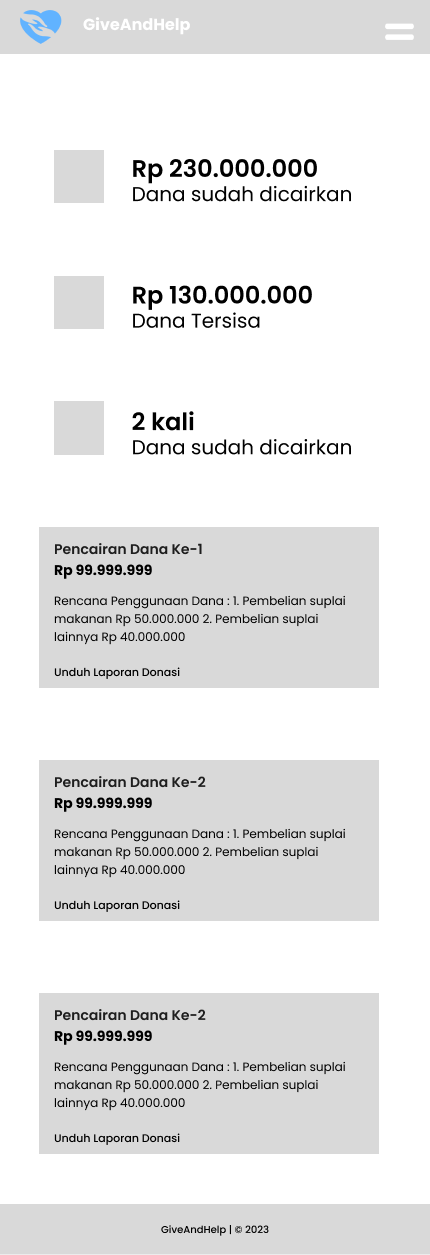 GiveAndHelp
Rp 230.000.000
Dana sudah dicairkan
Rp 130.000.000
Dana Tersisa
2 kali
Dana sudah dicairkan
Pencairan Dana Ke-1
Rp 99.999.999
Rencana Penggunaan Dana : 1. Pembelian suplai
makanan Rp 50.000.000 2. Pembelian suplai
lainnya Rp 40.000.000
Unduh Laporan Donasi
Pencairan Dana Ke-2
Rp 99.999.999
Rencana Penggunaan Dana : 1. Pembelian suplai
makanan Rp 50.000.000 2. Pembelian suplai
lainnya Rp 40.000.000
Unduh Laporan Donasi
Pencairan Dana Ke-2
Rp 99.999.999
Rencana Penggunaan Dana : 1. Pembelian suplai
makanan Rp 50.000.000 2. Pembelian suplai
lainnya Rp 40.000.000
Unduh Laporan Donasi
GiveAndHelp | © 2023